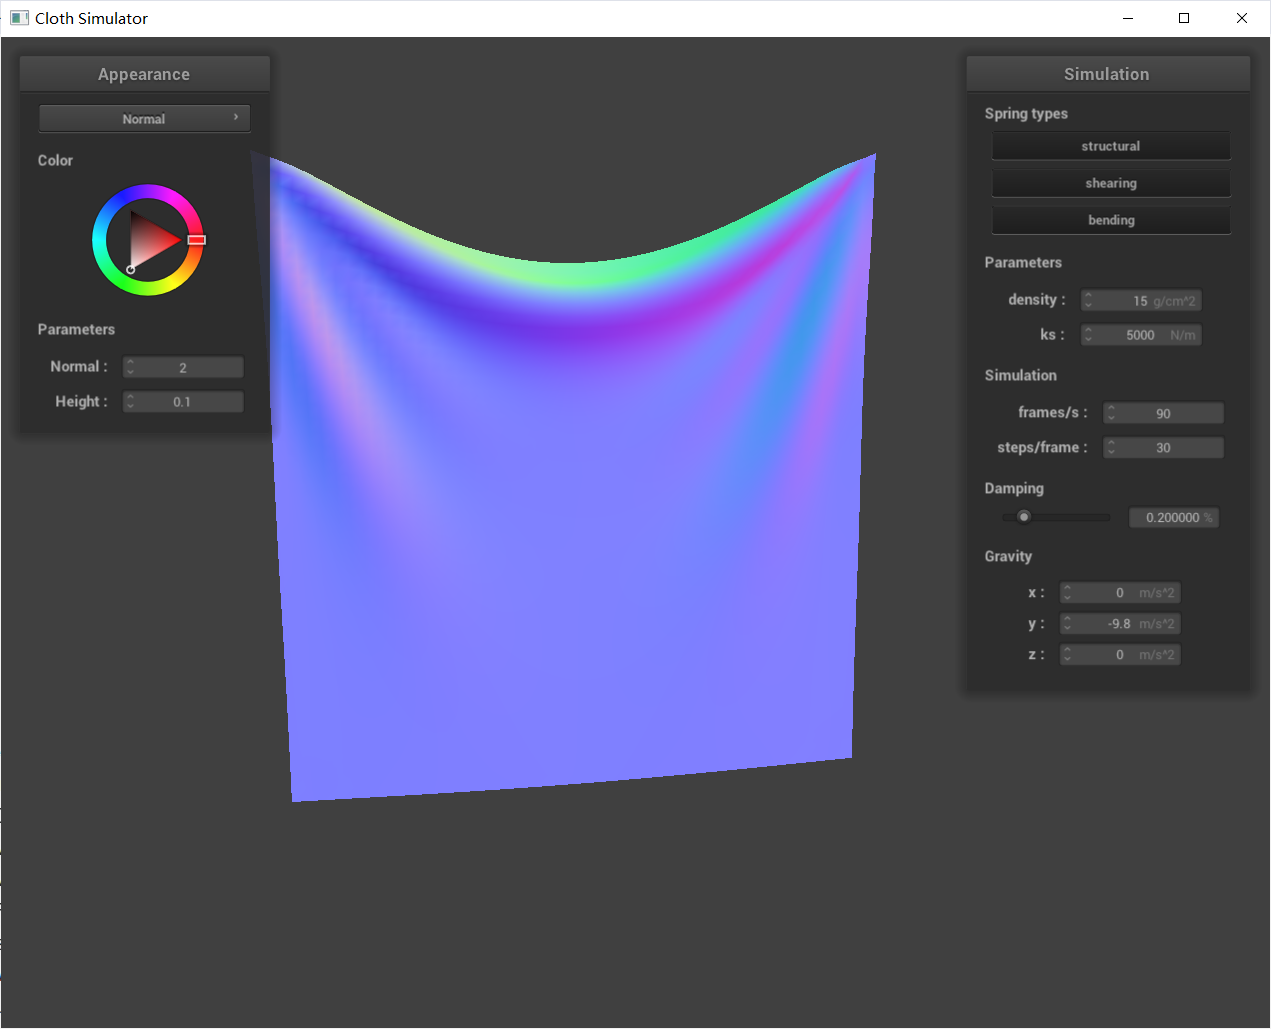 Cloth Simulator
Appearance
Normal
Color
Parameters
Normal : 2
Height : 0.1
Simulation
Spring types
structural
shearing
bending
Parameters
density : 15 g/cm^2
ks : 5000 N/m
Simulation
frames/s : 90
steps/frame : 30
Damping
0.200000 %
Gravity
x : 0 m/s^2
y : -9.8 m/s^2
z : 0 m/s^2